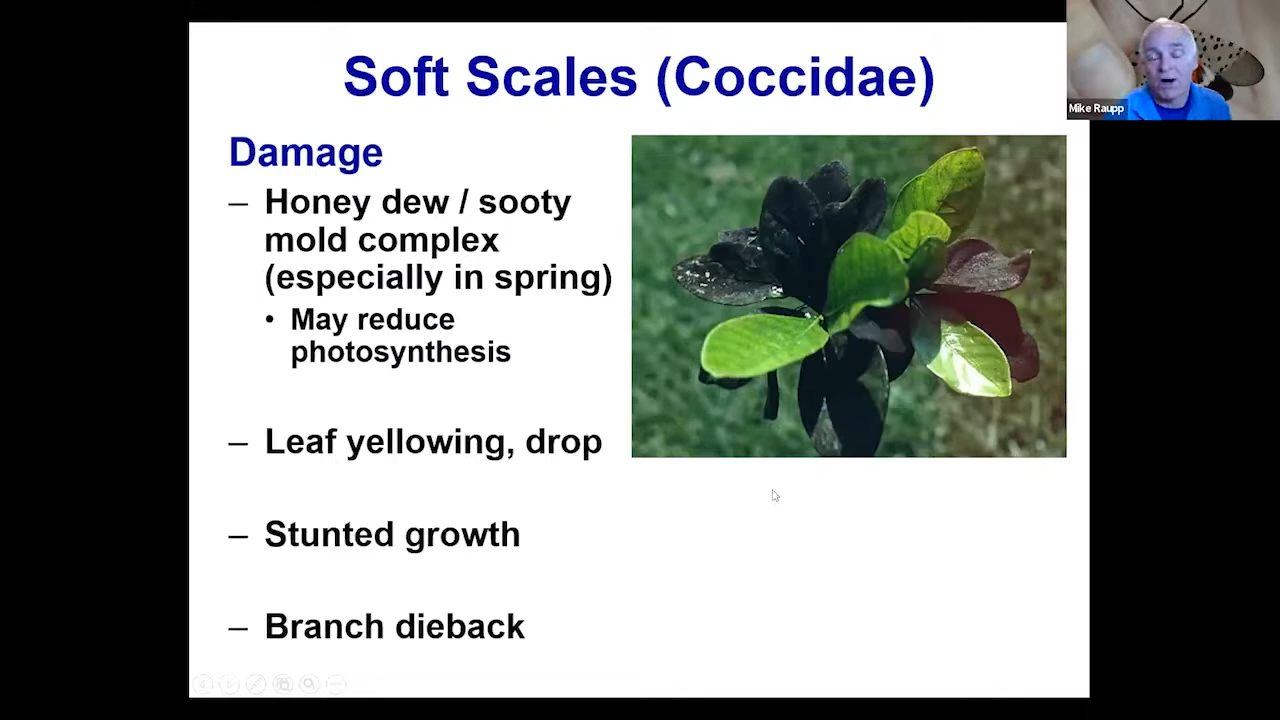 Soft Scales (Coccidae)
Mike Raupp
Damage
– Honey dew / sooty
mold complex
(especially in spring)
• May reduce
photosynthesis
– Leaf yellowing, drop
– Stunted growth
– Branch dieback